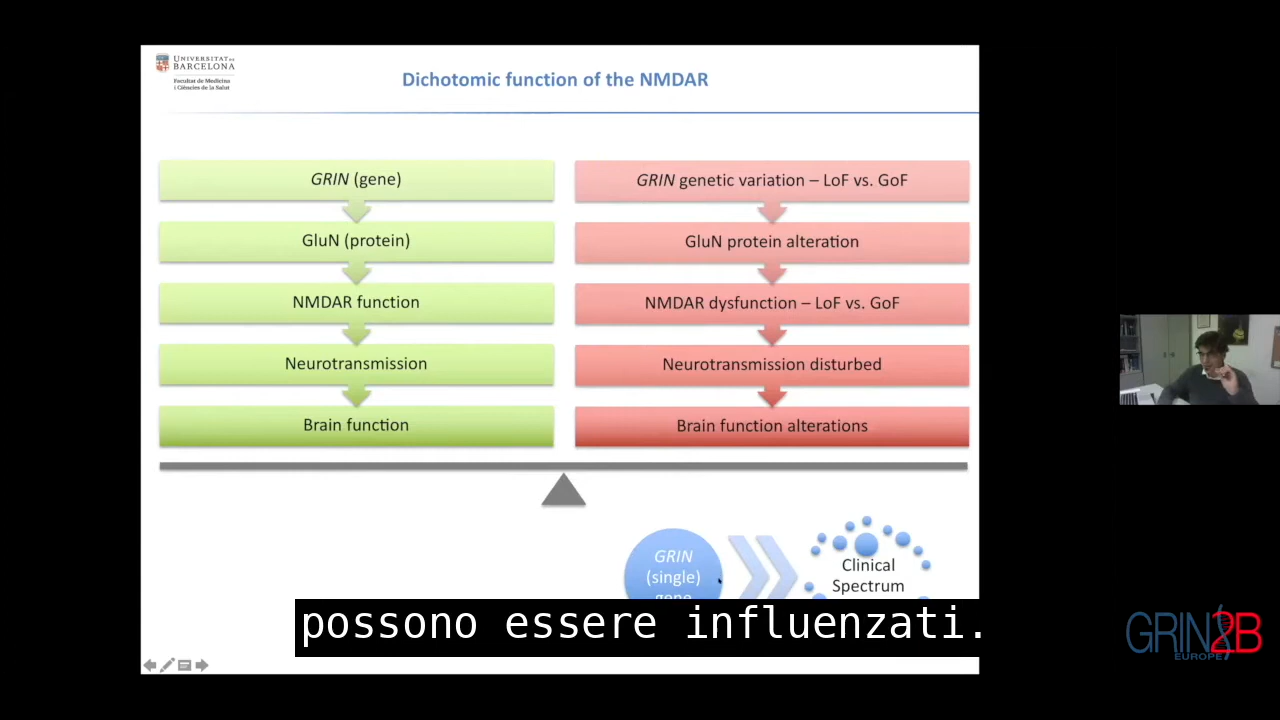 UNIVERSITAT DE
BARCELONA
Facultat de Medicina
i Ciències de la Salut
Dichotomic function of the NMDAR
GRIN (gene)
GluN (protein)
NMDAR function
Neurotransmission
Brain function
GRIN genetic variation – LoF vs. GoF
GluN protein alteration
NMDAR dysfunction – LoF vs. GoF
Neurotransmission disturbed
Brain function alterations
GRIN
(single)
gene
Clinical
Spectrum
possono essere influenzati.
GRIN2B
EUROPE